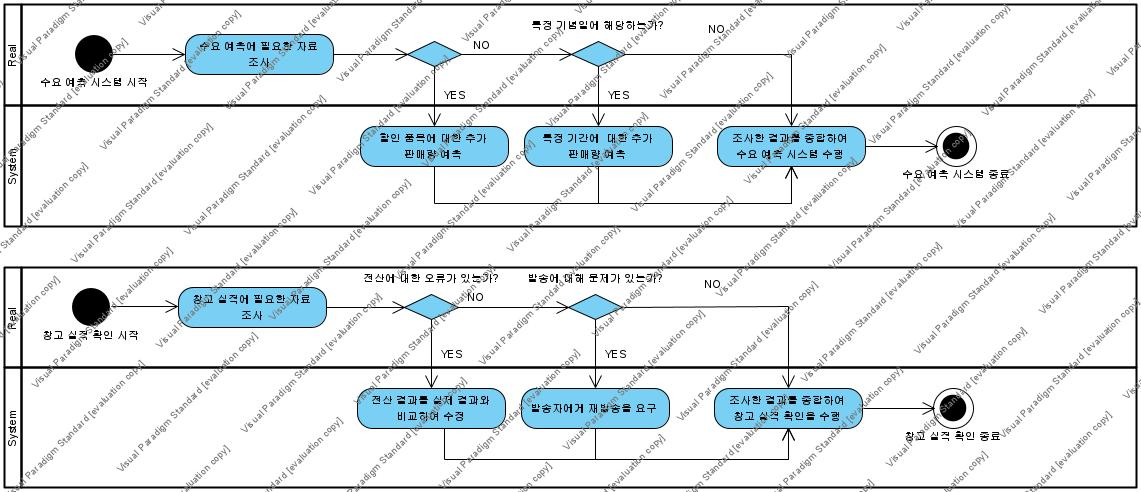 Real
특정 기념일에 해당하는가?
NO
NO
수요 예측에 필요한 자료
조사
수요 예측 시스템 시작
YES
YES
System
할인 품목에 대한 추가
판매량 예측
특정 기간에 대한 추가
판매량 예측
조사한 결과를 종합하여
수요 예측 시스템 수행
수요 예측 시스템 종료
Real
전산에 대한 오류가 있는가?
발송에 대해 문제가 있는가?
NO
NO
창고 실적에 필요한 자료
조사
창고 실적 확인 시작
YES
YES
System
전산 결과를 실제 결과와
비교하여 수정
발송자에게 재발송을 요구
조사한 결과를 종합하여
창고 실적 확인을 수행
창고 실적 확인 종료
Visual Paradigm Standard [evaluation copy]